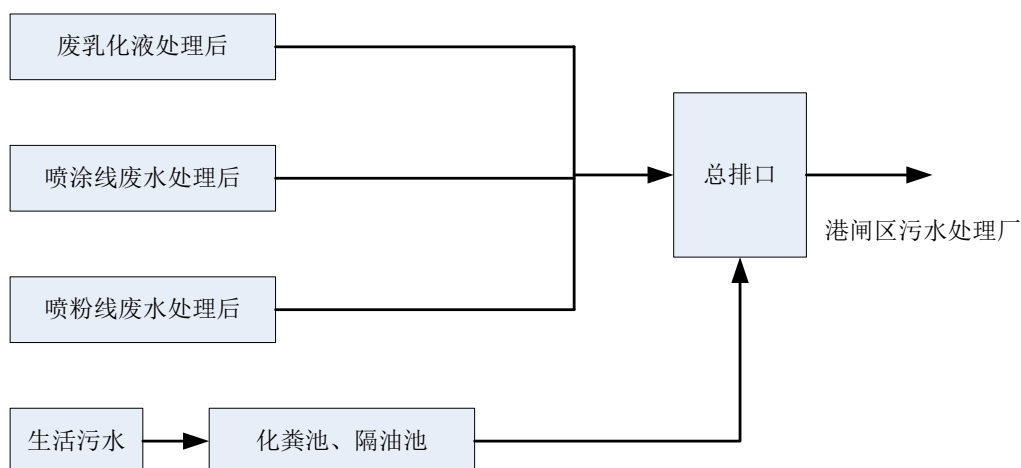 废乳化液处理后
喷涂线废水处理后
总排口
港闸区污水处理厂
喷粉线废水处理后
生活污水
化粪池、隔油池